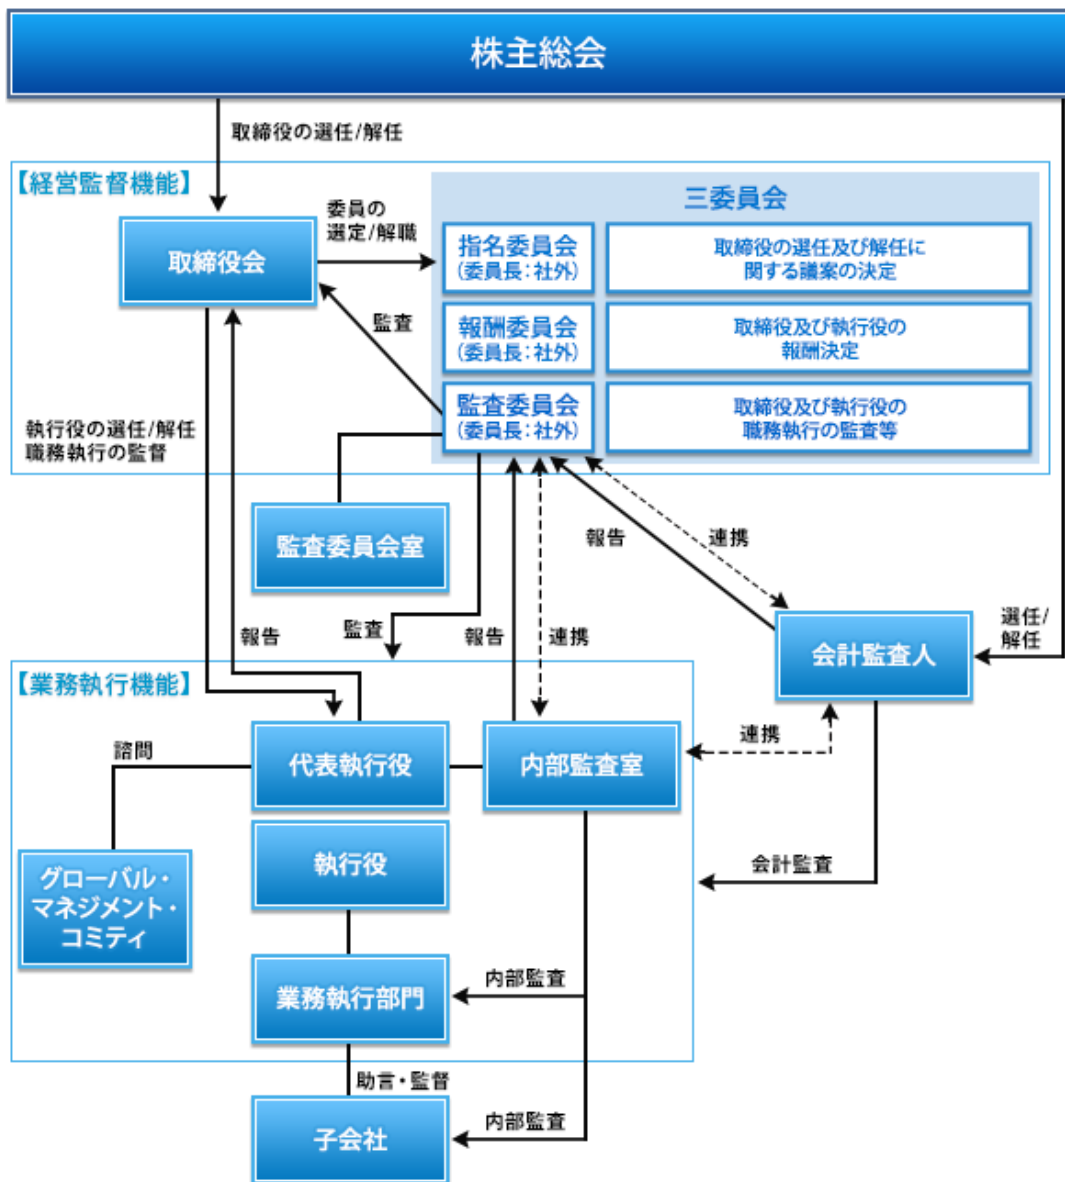 株主総会
取締役の選任/解任
【経営監督機能】
三委員会
委員の
選定/解職
取締役会
指名委員会
(委員長:社外)
取締役の選任及び解任に
関する議案の決定
監査
報酬委員会
(委員長:社外)
取締役及び執行役の
報酬決定
監査委員会
(委員長:社外)
取締役及び執行役の
職務執行の監査等
執行役の選任/解任
職務執行の監督
監査委員会室
報告
連携
報告
監査
報告
連携
選任/
解任
会計監査人
【業務執行機能】
諮問
代表執行役
内部監査室
連携
執行役
会計監査
グローバル・
マネジメント・
コミティ
業務執行部門
内部監査
助言・監督
子会社
内部監査